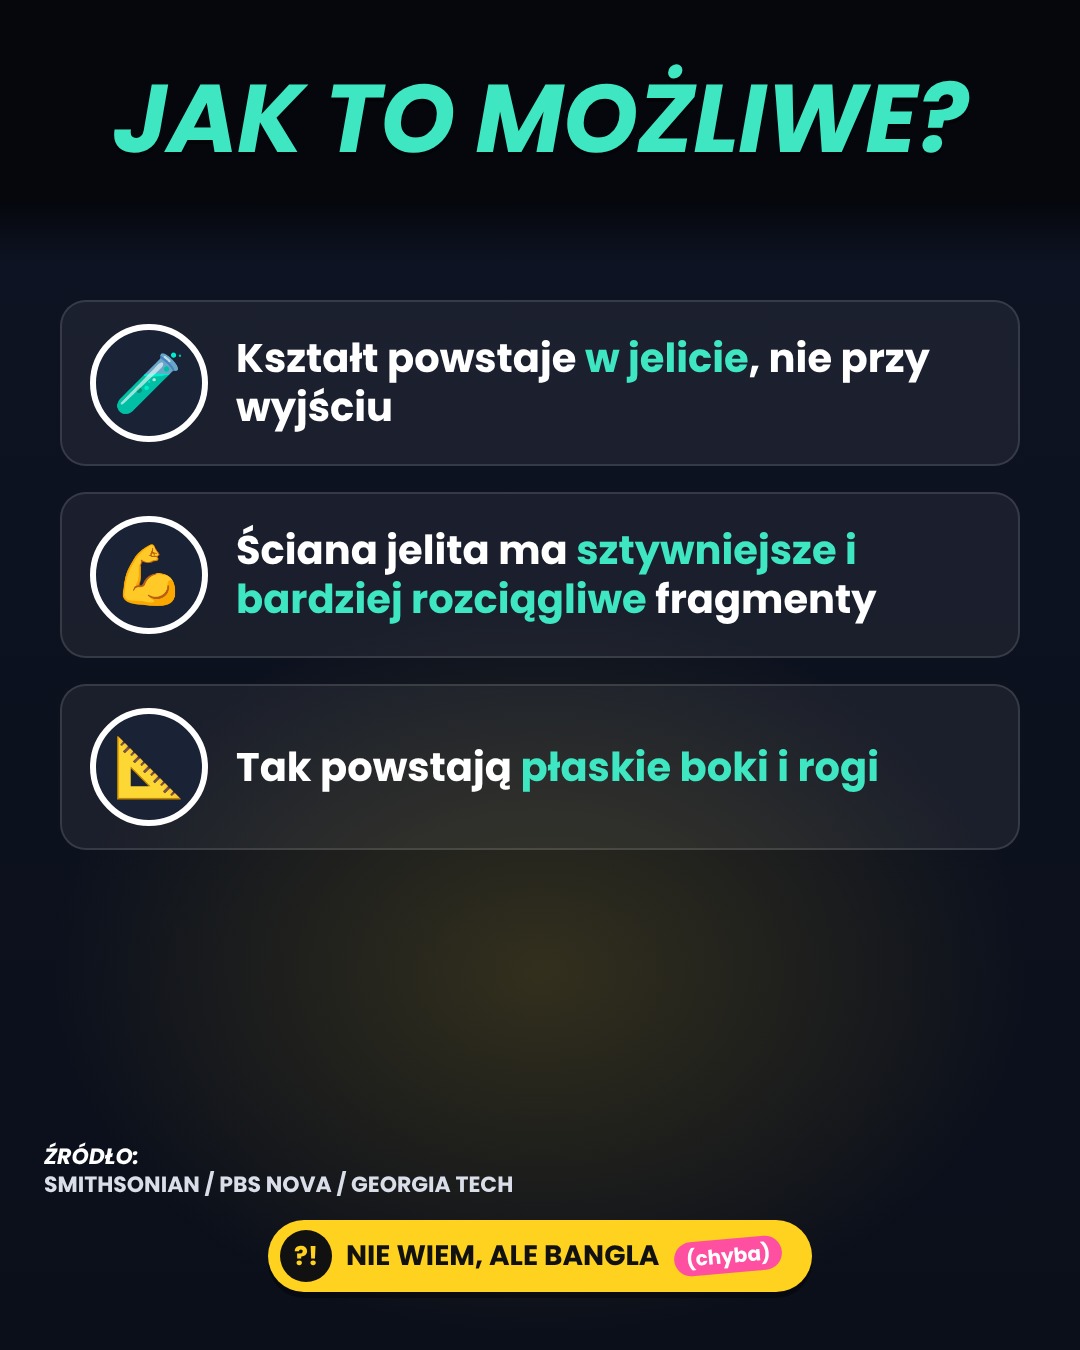 JAK TO MOŻLIWE?
Kształt powstaje w jelicie, nie przy
wyjściu
Ściana jelita ma sztywniejsze i
bardziej rozciągliwe fragmenty
Tak powstają płaskie boki i rogi
ŹRÓDŁO:
SMITHSONIAN / PBS NOVA / GEORGIA TECH
?! NIE WIEM, ALE BANGLA (chyba)